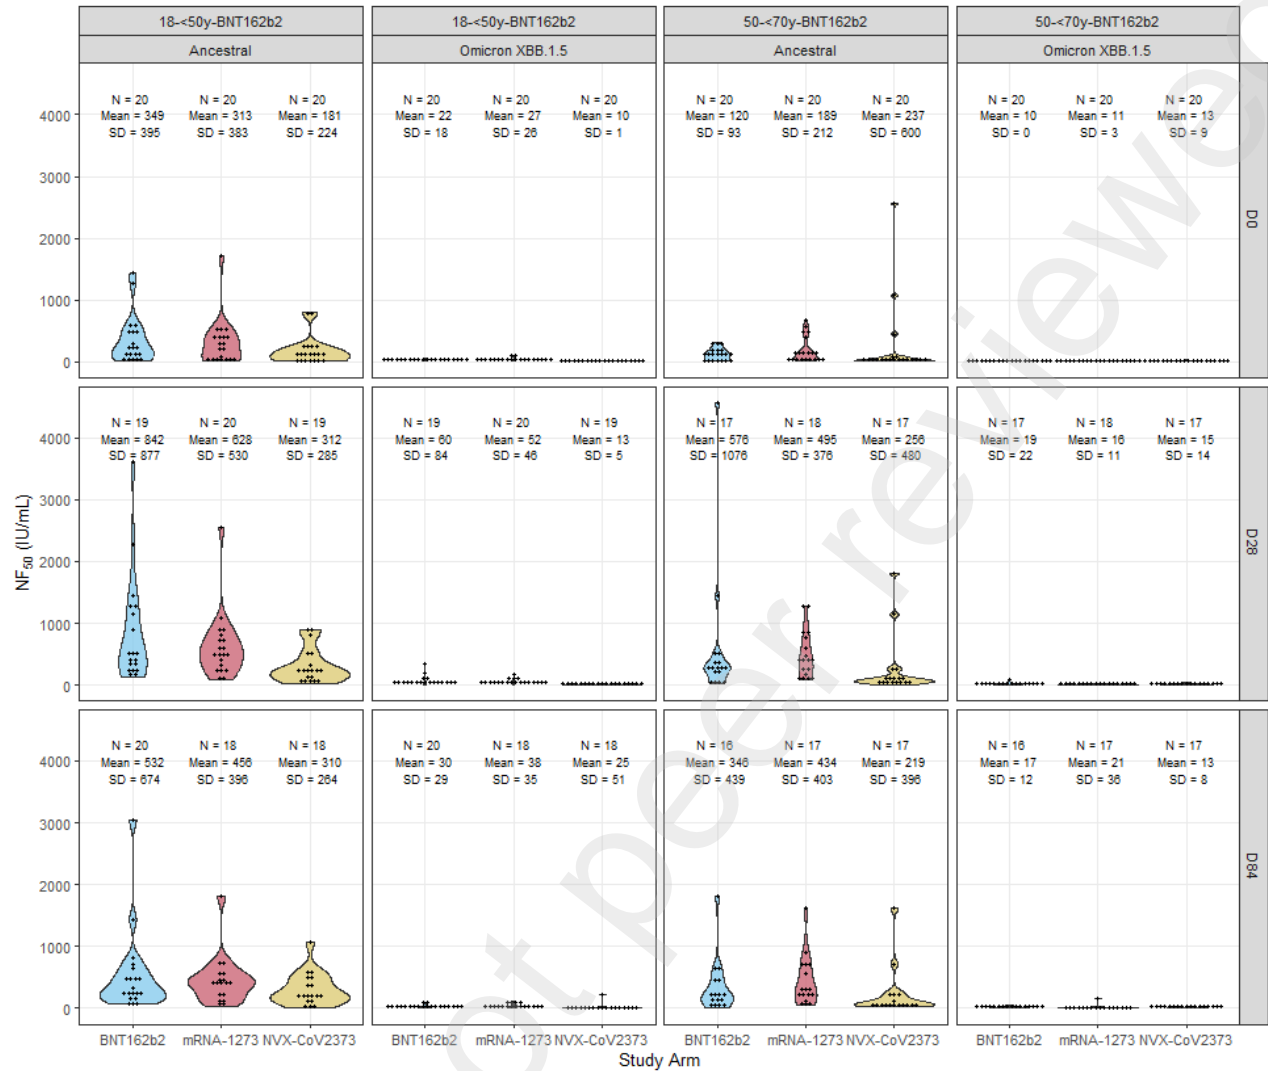 18-<50y-BNT162b2 18-<50y-BNT162b2 50-<70y-BNT162b2 50-<70y-BNT162b2
Ancestral Omicron XBB.1.5 Ancestral Omicron XBB.1.5
N = 20 N = 20 N = 20 N = 20 N = 20 N = 20 N = 20 N = 20 N = 20 N = 20 N = 20 N = 20
4000 Mean = 349 Mean = 313 Mean = 181 Mean = 22 Mean = 27 Mean = 10 Mean = 120 Mean = 189 Mean = 237 Mean = 10 Mean = 11 Mean = 13
SD = 395 SD = 383 SD = 224 SD = 18 SD = 26 SD = 1 SD = 93 SD = 212 SD = 600 SD = 0 SD = 3 SD = 9
3000
2000
1000
0
D0
N = 19 N = 20 N = 19 N = 19 N = 20 N = 19 N = 17 N = 18 N = 17 N = 17 N = 18 N = 17
4000 Mean = 842 Mean = 628 Mean = 312 Mean = 60 Mean = 52 Mean = 13 Mean = 576 Mean = 495 Mean = 256 Mean = 19 Mean = 16 Mean = 15
SD = 877 SD = 530 SD = 285 SD = 84 SD = 46 SD = 5 SD = 1076 SD = 376 SD = 480 SD = 22 SD = 11 SD = 14
3000
2000
1000
0
D28
NF50 (IU/mL)
N = 20 N = 18 N = 18 N = 20 N = 18 N = 18 N = 16 N = 17 N = 17 N = 16 N = 17 N = 17
4000 Mean = 532 Mean = 456 Mean = 310 Mean = 30 Mean = 38 Mean = 25 Mean = 346 Mean = 434 Mean = 219 Mean = 17 Mean = 21 Mean = 13
SD = 674 SD = 396 SD = 264 SD = 29 SD = 35 SD = 51 SD = 439 SD = 403 SD = 396 SD = 12 SD = 36 SD = 8
3000
2000
1000
0
D84
BNT162b2 mRNA-1273 NVX-CoV2373 BNT162b2 mRNA-1273 NVX-CoV2373 BNT162b2 mRNA-1273 NVX-CoV2373 BNT162b2 mRNA-1273 NVX-CoV2373
Study Arm
ot peer reviewed